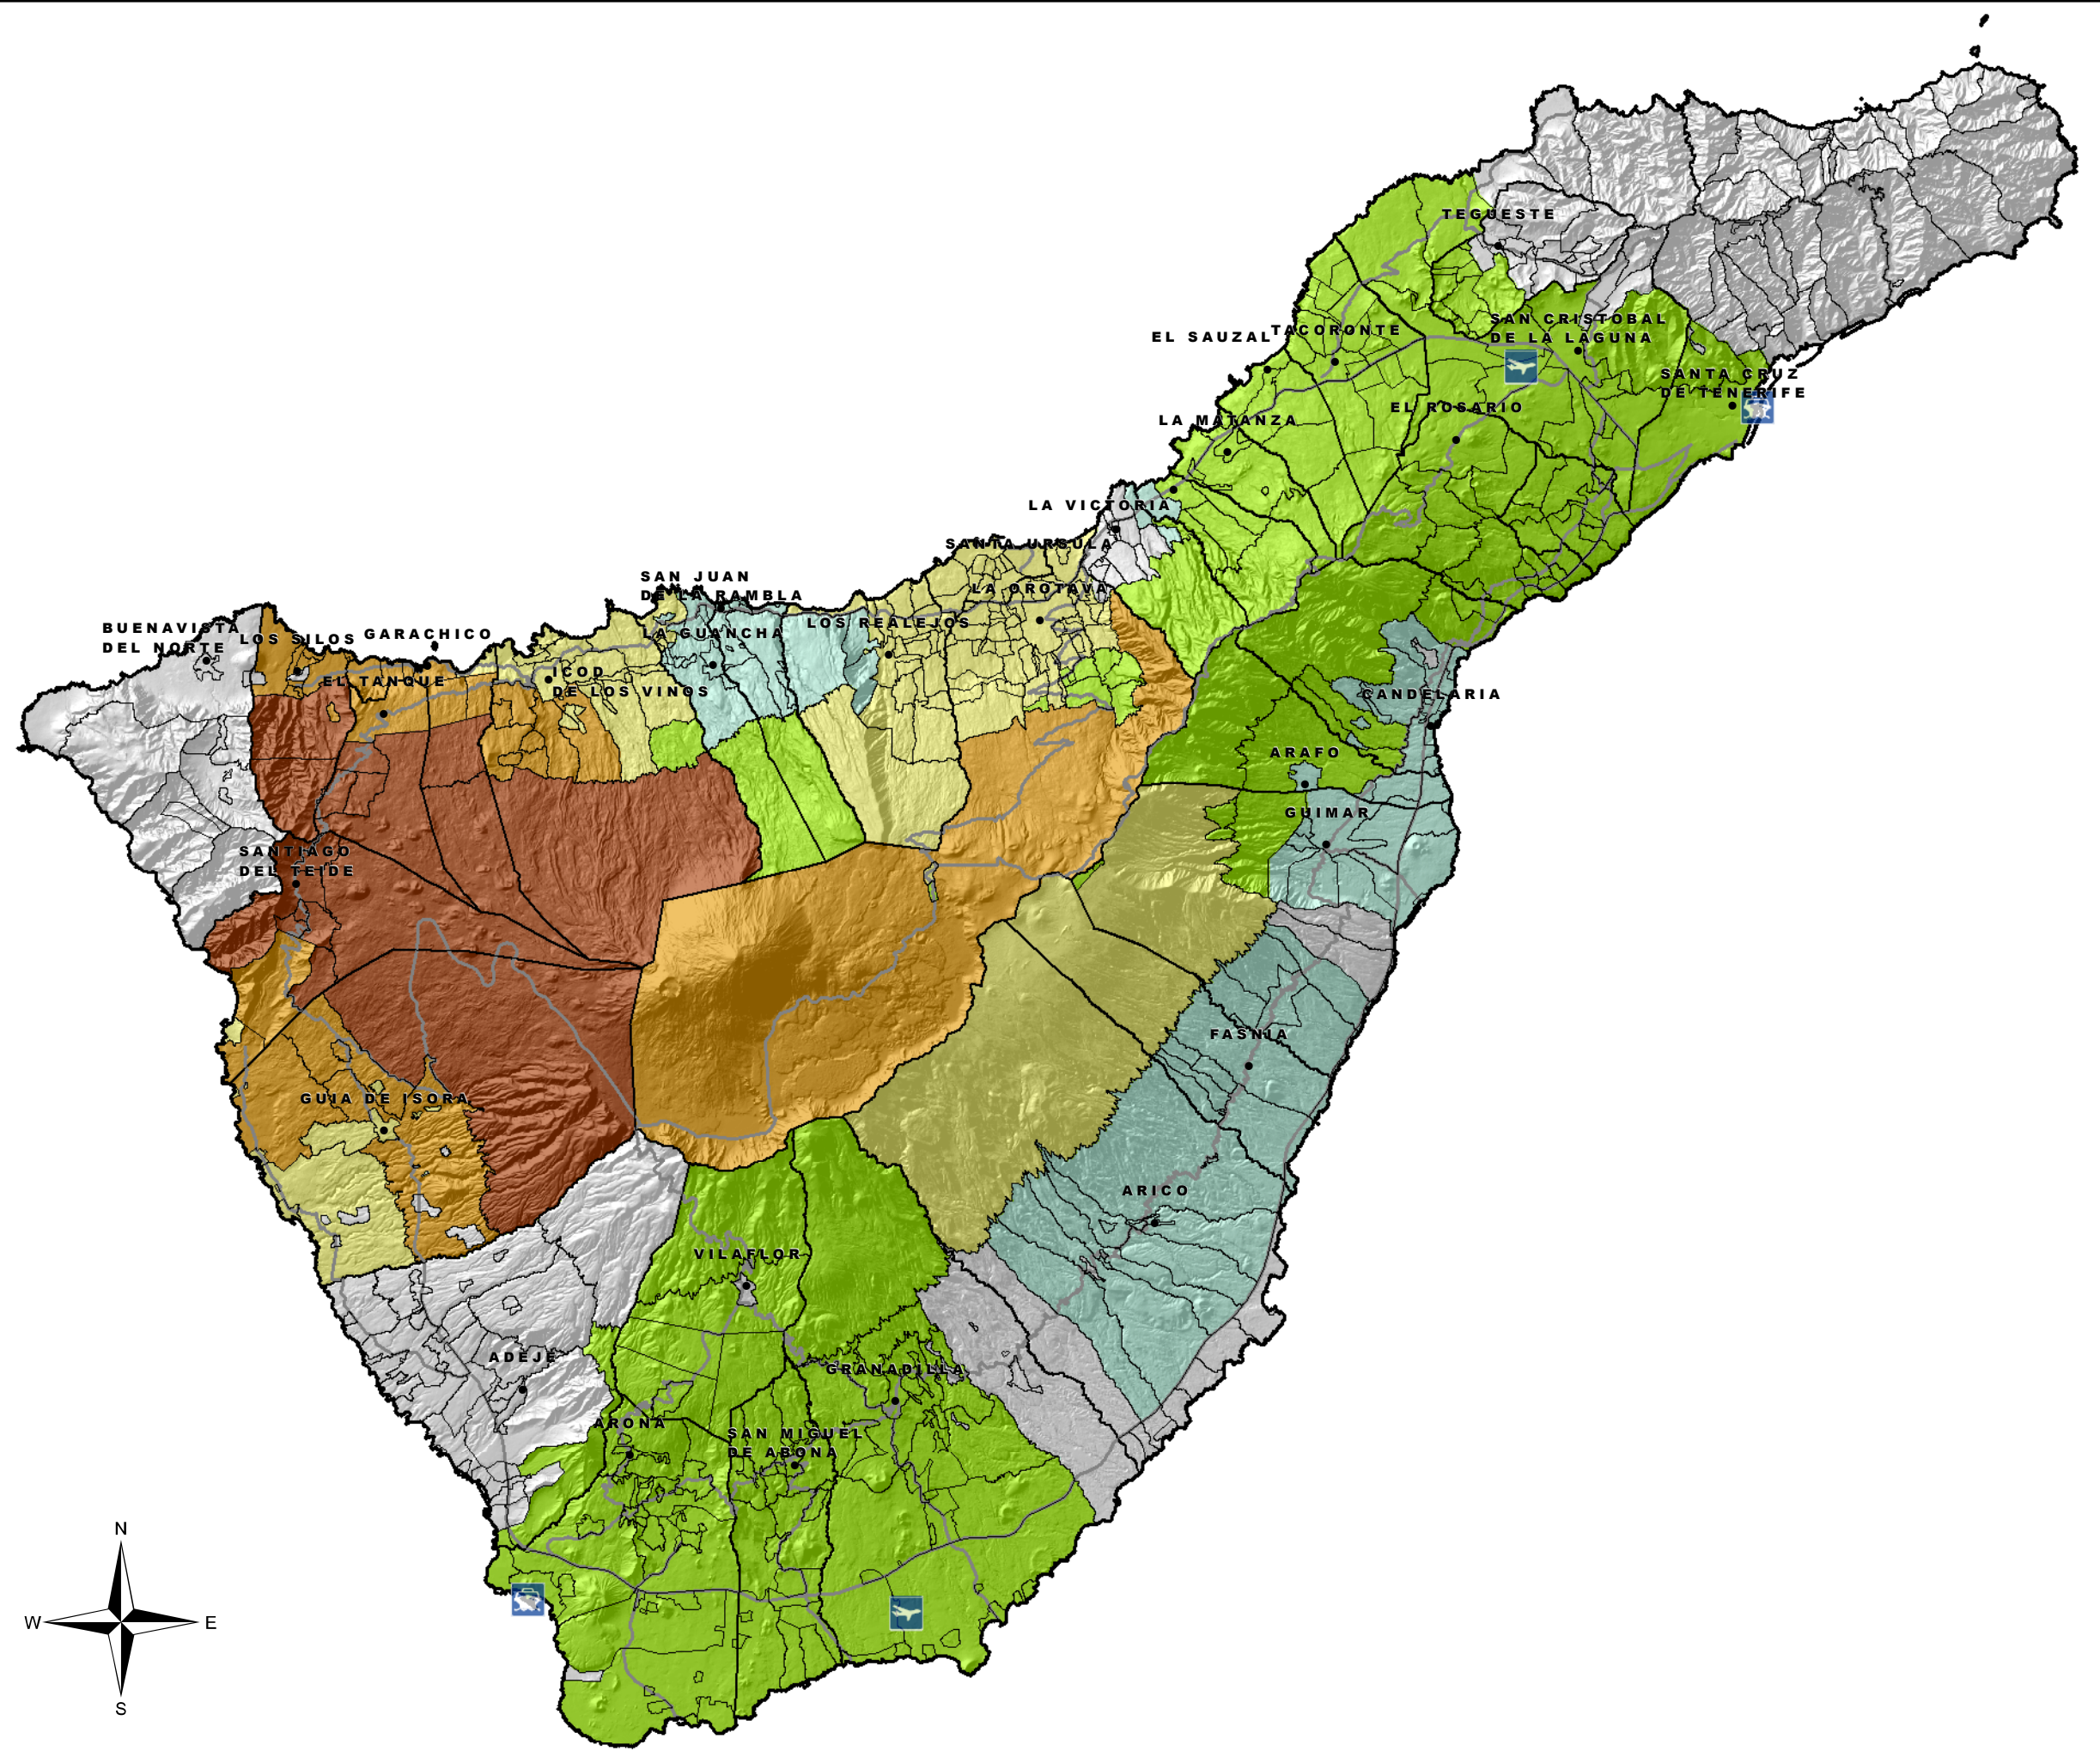 TEGUESTE
SAN CRISTOBAL
DE LA LAGUNA
EL SAUZAL
TACORONTE
SANTA CRUZ
DE TENERIFE
EL ROSARIO
LA MATANZA
LA VICTORIA
SANTA URSULA
SAN JUAN
DE LA RAMBLA
LA OROTAVA
BUENAVISTA
DEL NORTE
LOS SILOS
GARACHICO
LA GUANCHA
LOS REALEJOS
EL TANQUE
ICOD
DE LOS VINOS
CANDELARIA
ARAFO
GUIMAR
SANTIAGO
DEL TEIDE
FASNIA
GUIA DE ISORA
ARICO
VILAFLOR
ADEJE
GRANADILLA
ARONA
SAN MIGUEL
DE ABONA
N
W
E
S